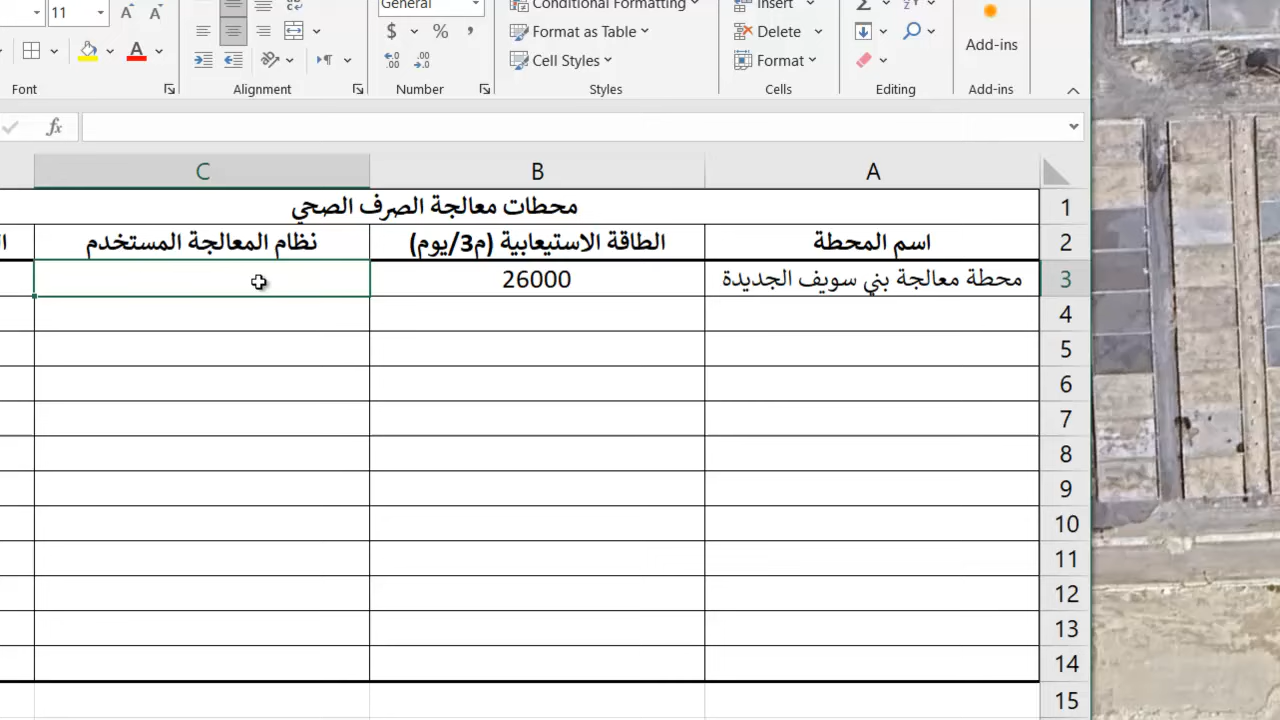 11
General
Conditional Formatting
Insert
$ % ,
Format as Table
Delete
Add-ins
Cell Styles
Format
Font
Alignment
Number
Styles
Cells
Editing
Add-ins
fx
C B A
محطات معالجة الصرف الصحي 1
اسم المحطة الطاقة الاستيعابية (م3/يوم) نظام المعالجة المستخدم 2
محطة معالجة بني سويف الجديدة 26000 3
4
5
6
7
8
9
10
11
12
13
14
15